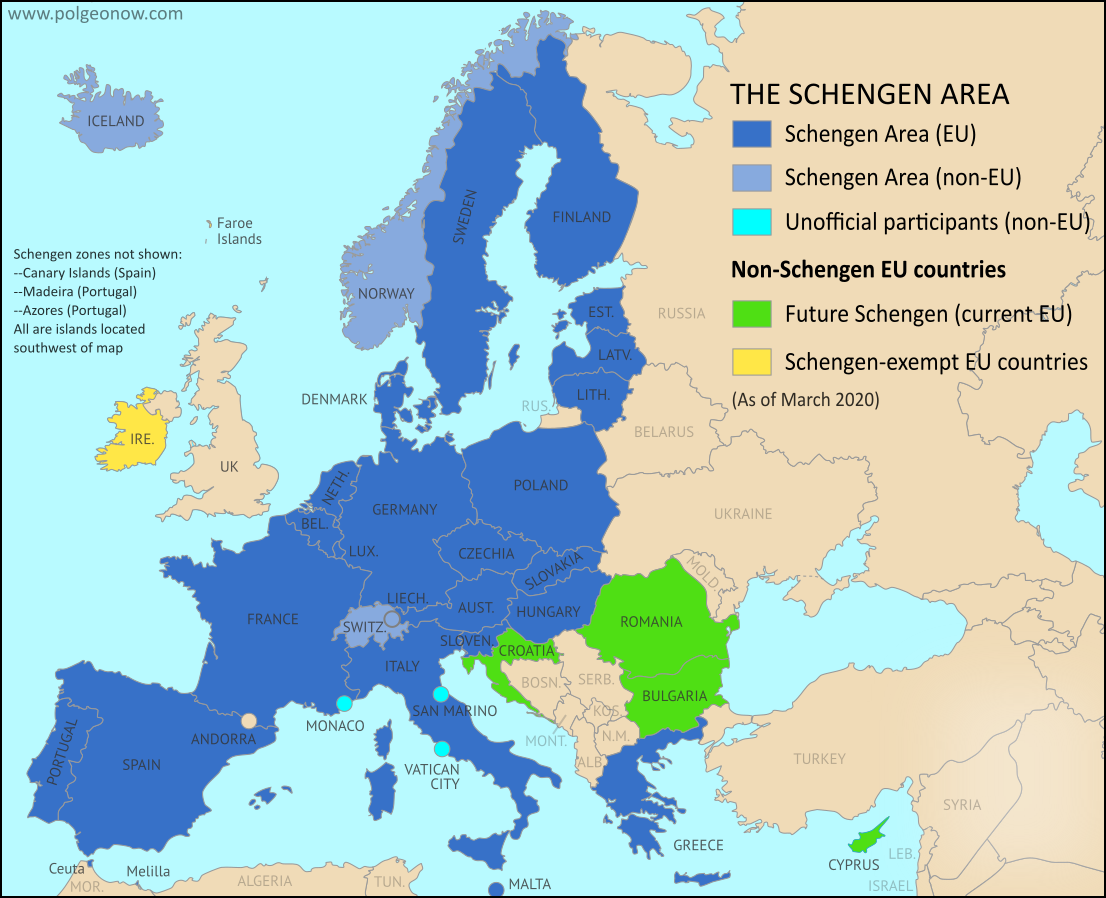 www.polgeonow.com
THE SCHENGEN AREA
Schengen Area (EU)
Schengen Area (non-EU)
Unofficial participants (non-EU)
Non-Schengen EU countries
Future Schengen (current EU)
Schengen-exempt EU countries
(As of March 2020)
ICELAND
Faroe
Islands
Schengen zones not shown:
--Canary Islands (Spain)
--Madeira (Portugal)
--Azores (Portugal)
All are islands located
southwest of map
SWEDEN
FINLAND
NORWAY
RUSSIA
EST.
LATV.
LITH.
DENMARK
RUS.
BELARUS
IRE.
UK
NETH.
POLAND
GERMANY
BEL.
UKRAINE
LUX.
CZECHIA
SLOVAKIA
MOLD.
LIECH.
AUST.
HUNGARY
FRANCE
SWITZ.
ROMANIA
SLOVEN.
CROATIA
ITALY
BOSN.
SERB.
BULGARIA
MONACO
SAN MARINO
KOS.
ANDORRA
MONT.
N.M.
PORTUGAL
SPAIN
VATICAN
CITY
ALB.
TURKEY
SYRIA
GREECE
CYPRUS
LEB.
Ceuta
Melilla
MOR.
ALGERIA
TUN.
MALTA
ISRAEL